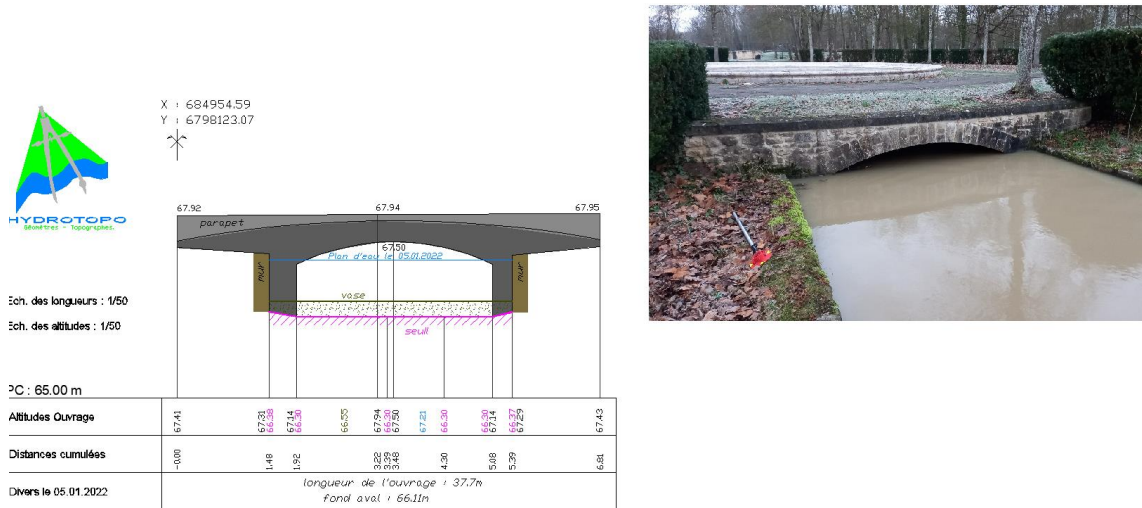 X : 684954.59
Y : 6798123.07
HYDROTOPO
Géomètres - Topographes.
67.92 67.94 67.95
parapet
67.50
Plan d'eau le 05.01.2022
mur mur
vase
Ech. des longueurs : 1/50
Ech. des altitudes : 1/50
seuil
PC : 65.00 m
Altitudes Ouvrage 67.41 67.31 66.38 67.14 66.30 66.55 67.94 66.30 67.50 67.21 66.30 66.30 67.14 66.37 67.29 67.43
Distances cumulées -0.00 1.48 1.92 3.22 3.39 3.48 4.30 5.08 5.39 6.81
Divers le 05.01.2022 longueur de l'ouvrage : 37.7m
fond aval : 66.11m